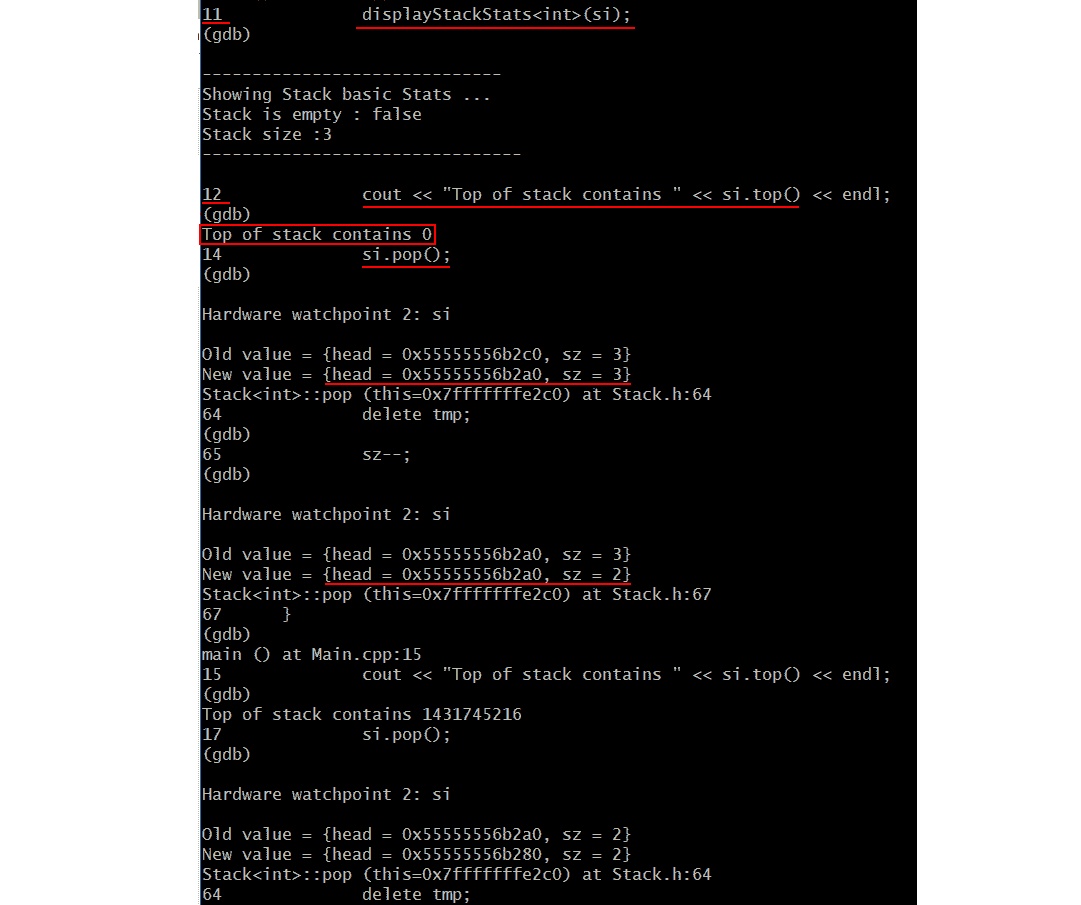 11              displayStackStats<int>(si);
(gdb)
------------------------------
Showing Stack basic Stats ...
Stack is empty : false
Stack size :3
--------------------------------
12              cout << "Top of stack contains " << si.top() << endl;
(gdb)
Top of stack contains 0
14              si.pop();
(gdb)
Hardware watchpoint 2: si
Old value = {head = 0x55555556b2c0, sz = 3}
New value = {head = 0x55555556b2a0, sz = 3}
Stack<int>::pop (this=0x7fffffffe2c0) at Stack.h:64
64              delete tmp;
(gdb)
65              sz--;
(gdb)
Hardware watchpoint 2: si
Old value = {head = 0x55555556b2a0, sz = 3}
New value = {head = 0x55555556b2a0, sz = 2}
Stack<int>::pop (this=0x7fffffffe2c0) at Stack.h:67
67      }
(gdb)
main () at Main.cpp:15
15              cout << "Top of stack contains " << si.top() << endl;
(gdb)
Top of stack contains 1431745216
17              si.pop();
(gdb)
Hardware watchpoint 2: si
Old value = {head = 0x55555556b2a0, sz = 2}
New value = {head = 0x55555556b280, sz = 2}
Stack<int>::pop (this=0x7fffffffe2c0) at Stack.h:64
64              delete tmp;